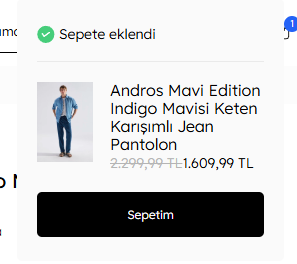 1
Sepete eklendi
Andros Mavi Edition
Indigo Mavisi Keten
Karışımlı Jean
Pantolon
2.299,99 TL1.609,99 TL
Sepetim